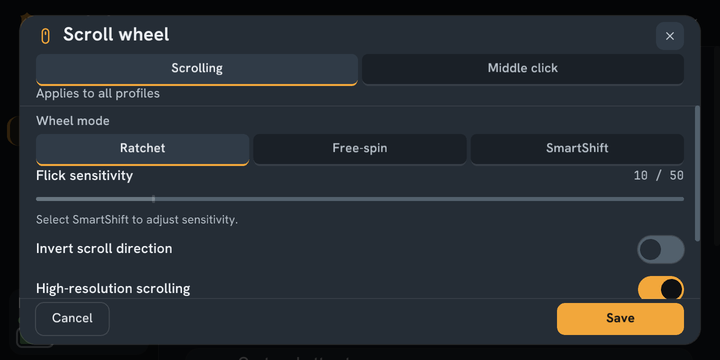 Scroll wheel
Scrolling
Middle click
Applies to all profiles
Wheel mode
Ratchet
Free-spin
SmartShift
Flick sensitivity
10 / 50
Select SmartShift to adjust sensitivity.
Invert scroll direction
High-resolution scrolling
Cancel
Save